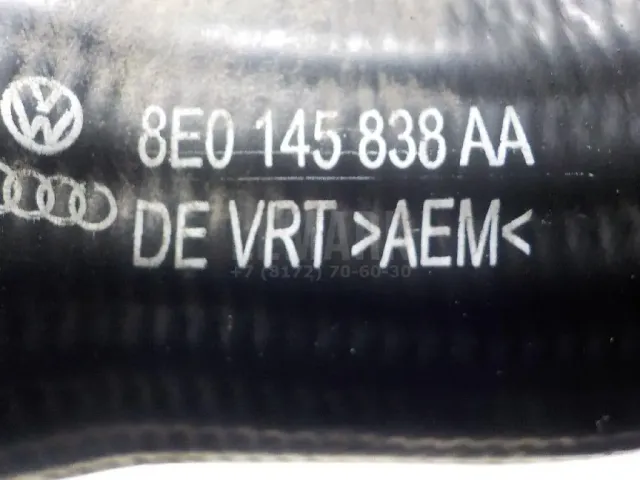 8E0 145 838 AA
DE VRT >AEM<
+7 (8172) 70-60-30